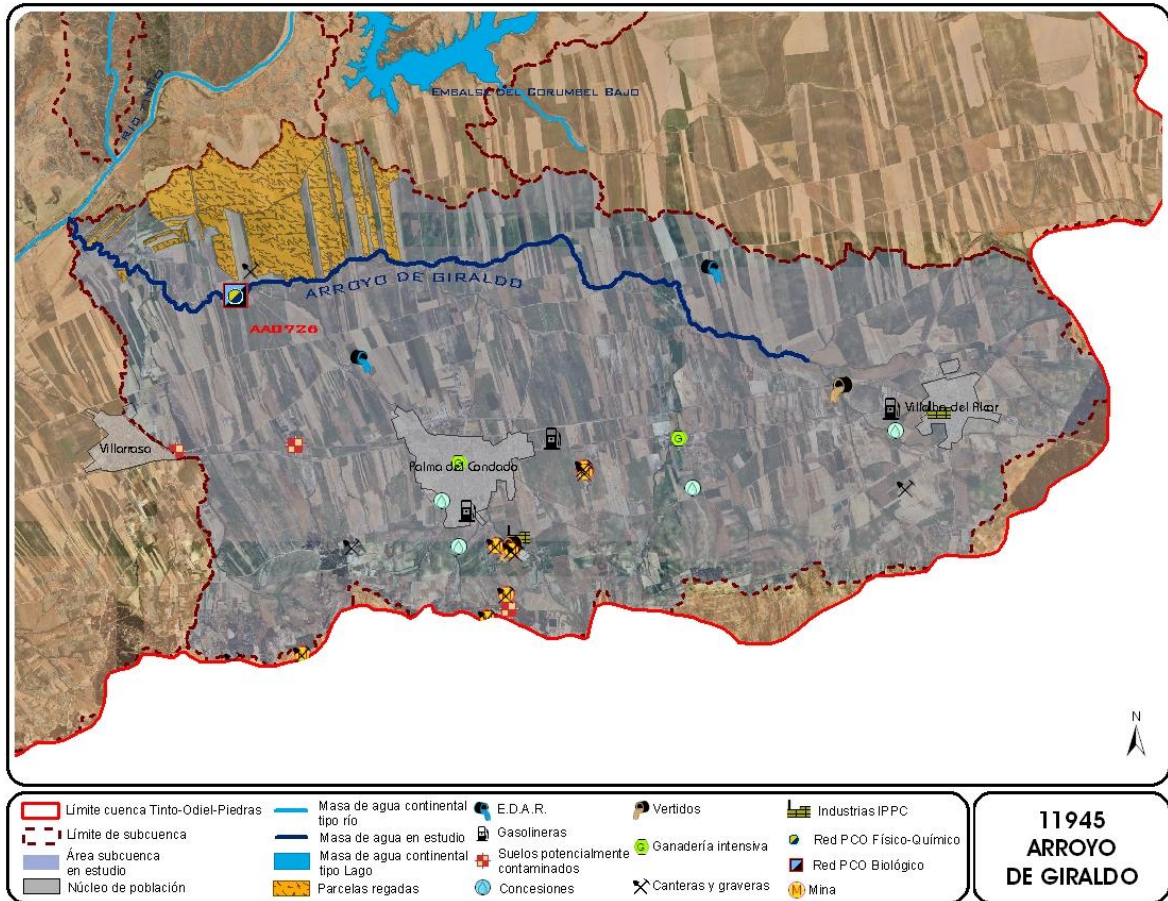 RÍO TINTO
EMBALSE DEL CORUMBEL BAJO
ARROYO DE GIRALDO
AA0726
Villarrasa
Palma del Condado
Villalba del Alcor
G
G
N
Límite cuenca Tinto-Odiel-Piedras
Límite de subcuenca
Área subcuenca
en estudio
Núcleo de población
Masa de agua continental
tipo río
Masa de agua en estudio
Masa de agua continental
tipo Lago
Parcelas regadas
E.D.A.R.
Gasolineras
Suelos potencialmente
contaminados
Concesiones
Vertidos
G
Ganadería intensiva
Canteras y graveras
Industrias IPPC
Red PCO Físico-Químico
Red PCO Biológico
M
Mina
11945
ARROYO
DE GIRALDO